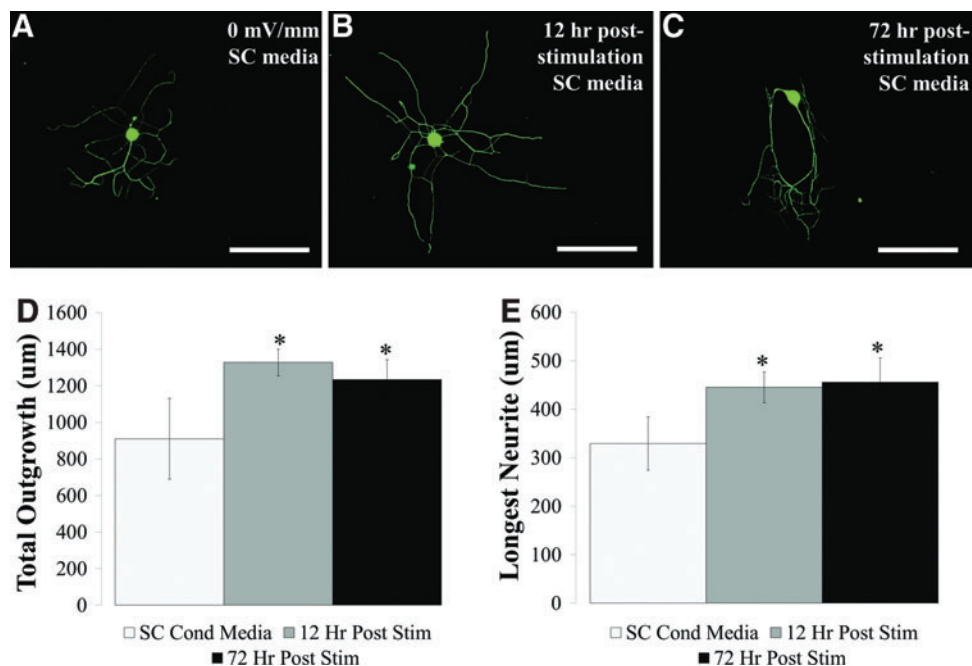 A
0 mV/mm
SC media
B
12 hr post-
stimulation
SC media
C
72 hr post-
stimulation
SC media
D
Total Outgrowth (um)
1600
1400
1200
1000
800
600
400
200
0
*
*
SC Cond Media 12 Hr Post Stim
72 Hr Post Stim
E
Longest Neurite (um)
600
500
400
300
200
100
0
*
*
SC Cond Media 12 Hr Post Stim
72 Hr Post Stim